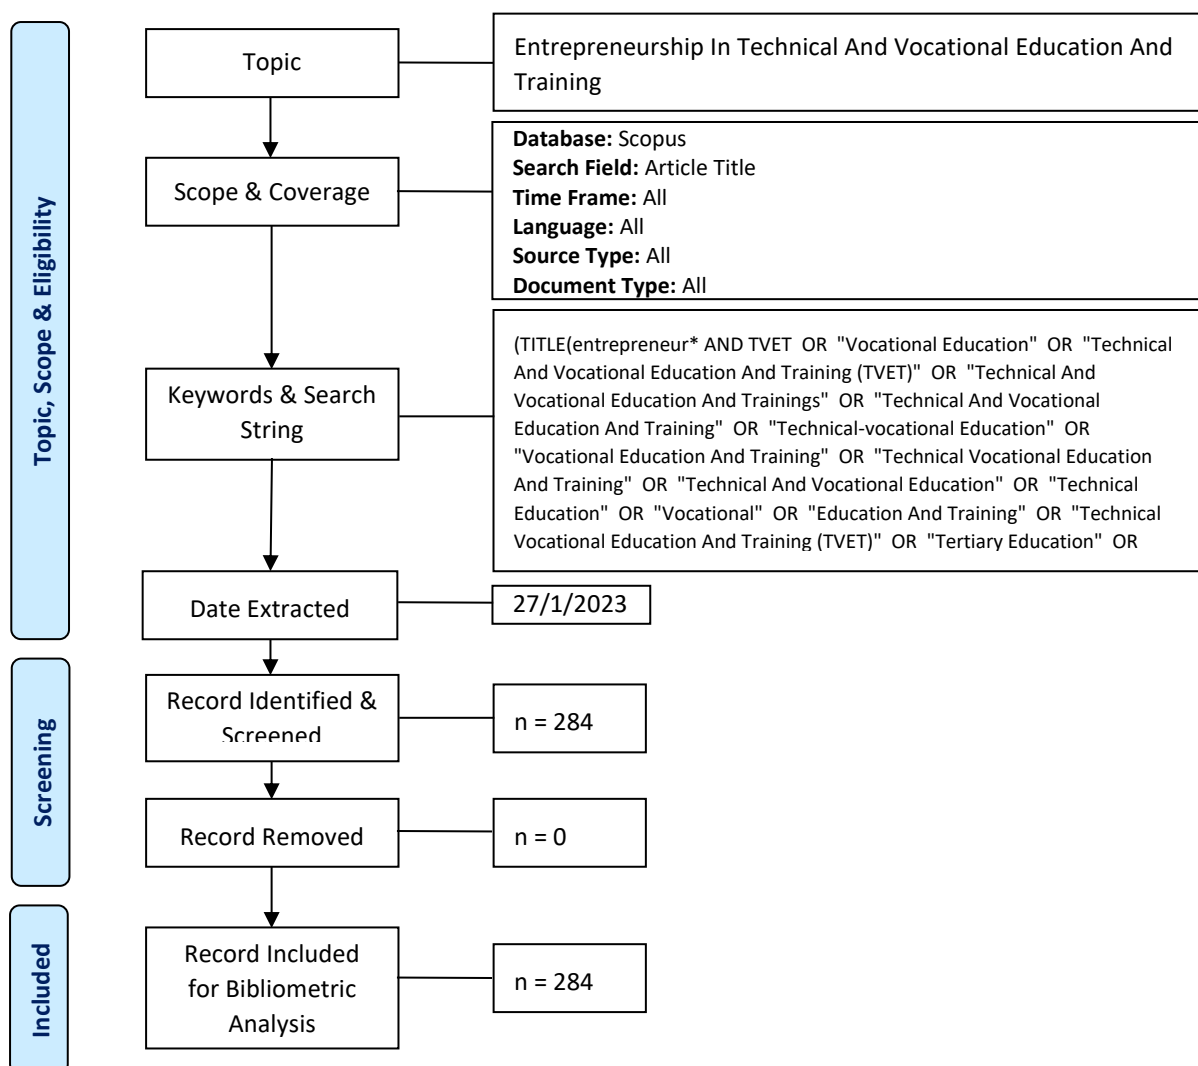 Topic, Scope & Eligibility
Topic
Entrepreneurship In Technical And Vocational Education And
Training
Scope & Coverage
Database: Scopus
Search Field: Article Title
Time Frame: All
Language: All
Source Type: All
Document Type: All
Keywords & Search
String
(TITLE(entrepreneur* AND TVET OR "Vocational Education" OR "Technical
And Vocational Education And Training (TVET)" OR "Technical And
Vocational Education And Trainings" OR "Technical And Vocational
Education And Training" OR "Technical-vocational Education" OR
"Vocational Education And Training" OR "Technical Vocational Education
And Training" OR "Technical And Vocational Education" OR "Technical
Education" OR "Vocational" OR "Education And Training" OR "Technical
Vocational Education And Training (TVET)" OR "Tertiary Education" OR
Date Extracted
27/1/2023
Screening
Record Identified &
Screened
n = 284
Record Removed
n = 0
Included
Record Included
for Bibliometric
Analysis
n = 284